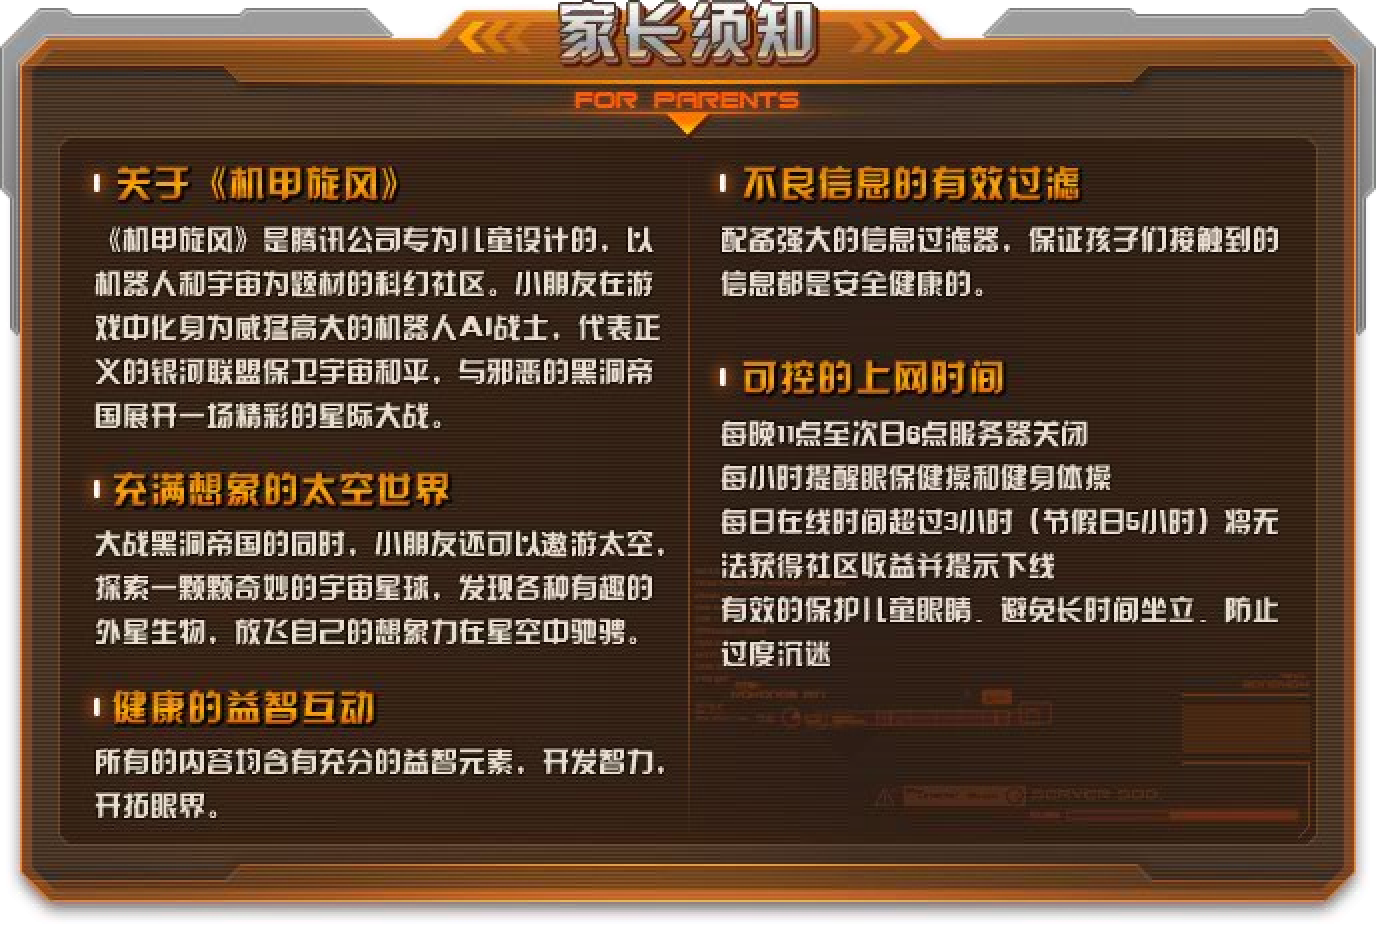 家长须知
FOR PARENTS
关于《机甲旋风》
《机甲旋风》是腾讯公司专为儿童设计的，以
机器人和宇宙为题材的科幻社区。小朋友在游
戏中化身为威猛高大的机器人AI战士，代表正
义的银河联盟保卫宇宙和平，与邪恶的黑洞帝
国展开一场精彩的星际大战。
充满想象的太空世界
大战黑洞帝国的同时，小朋友还可以遨游太空，
探索一颗颗奇妙的宇宙星球，发现各种有趣的
外星生物，放飞自己的想象力在星空中驰骋。
健康的益智互动
所有的内容均含有充分的益智元素，开发智力，
开拓眼界。
不良信息的有效过滤
配备强大的信息过滤器，保证孩子们接触到的
信息都是安全健康的。
可控的上网时间
每晚11点至次日6点服务器关闭
每小时提醒眼保健操和健身体操
每日在线时间超过3小时（节假日5小时）将无
法获得社区收益并提示下线
有效的保护儿童眼睛．避免长时间坐立．防止
过度沉迷